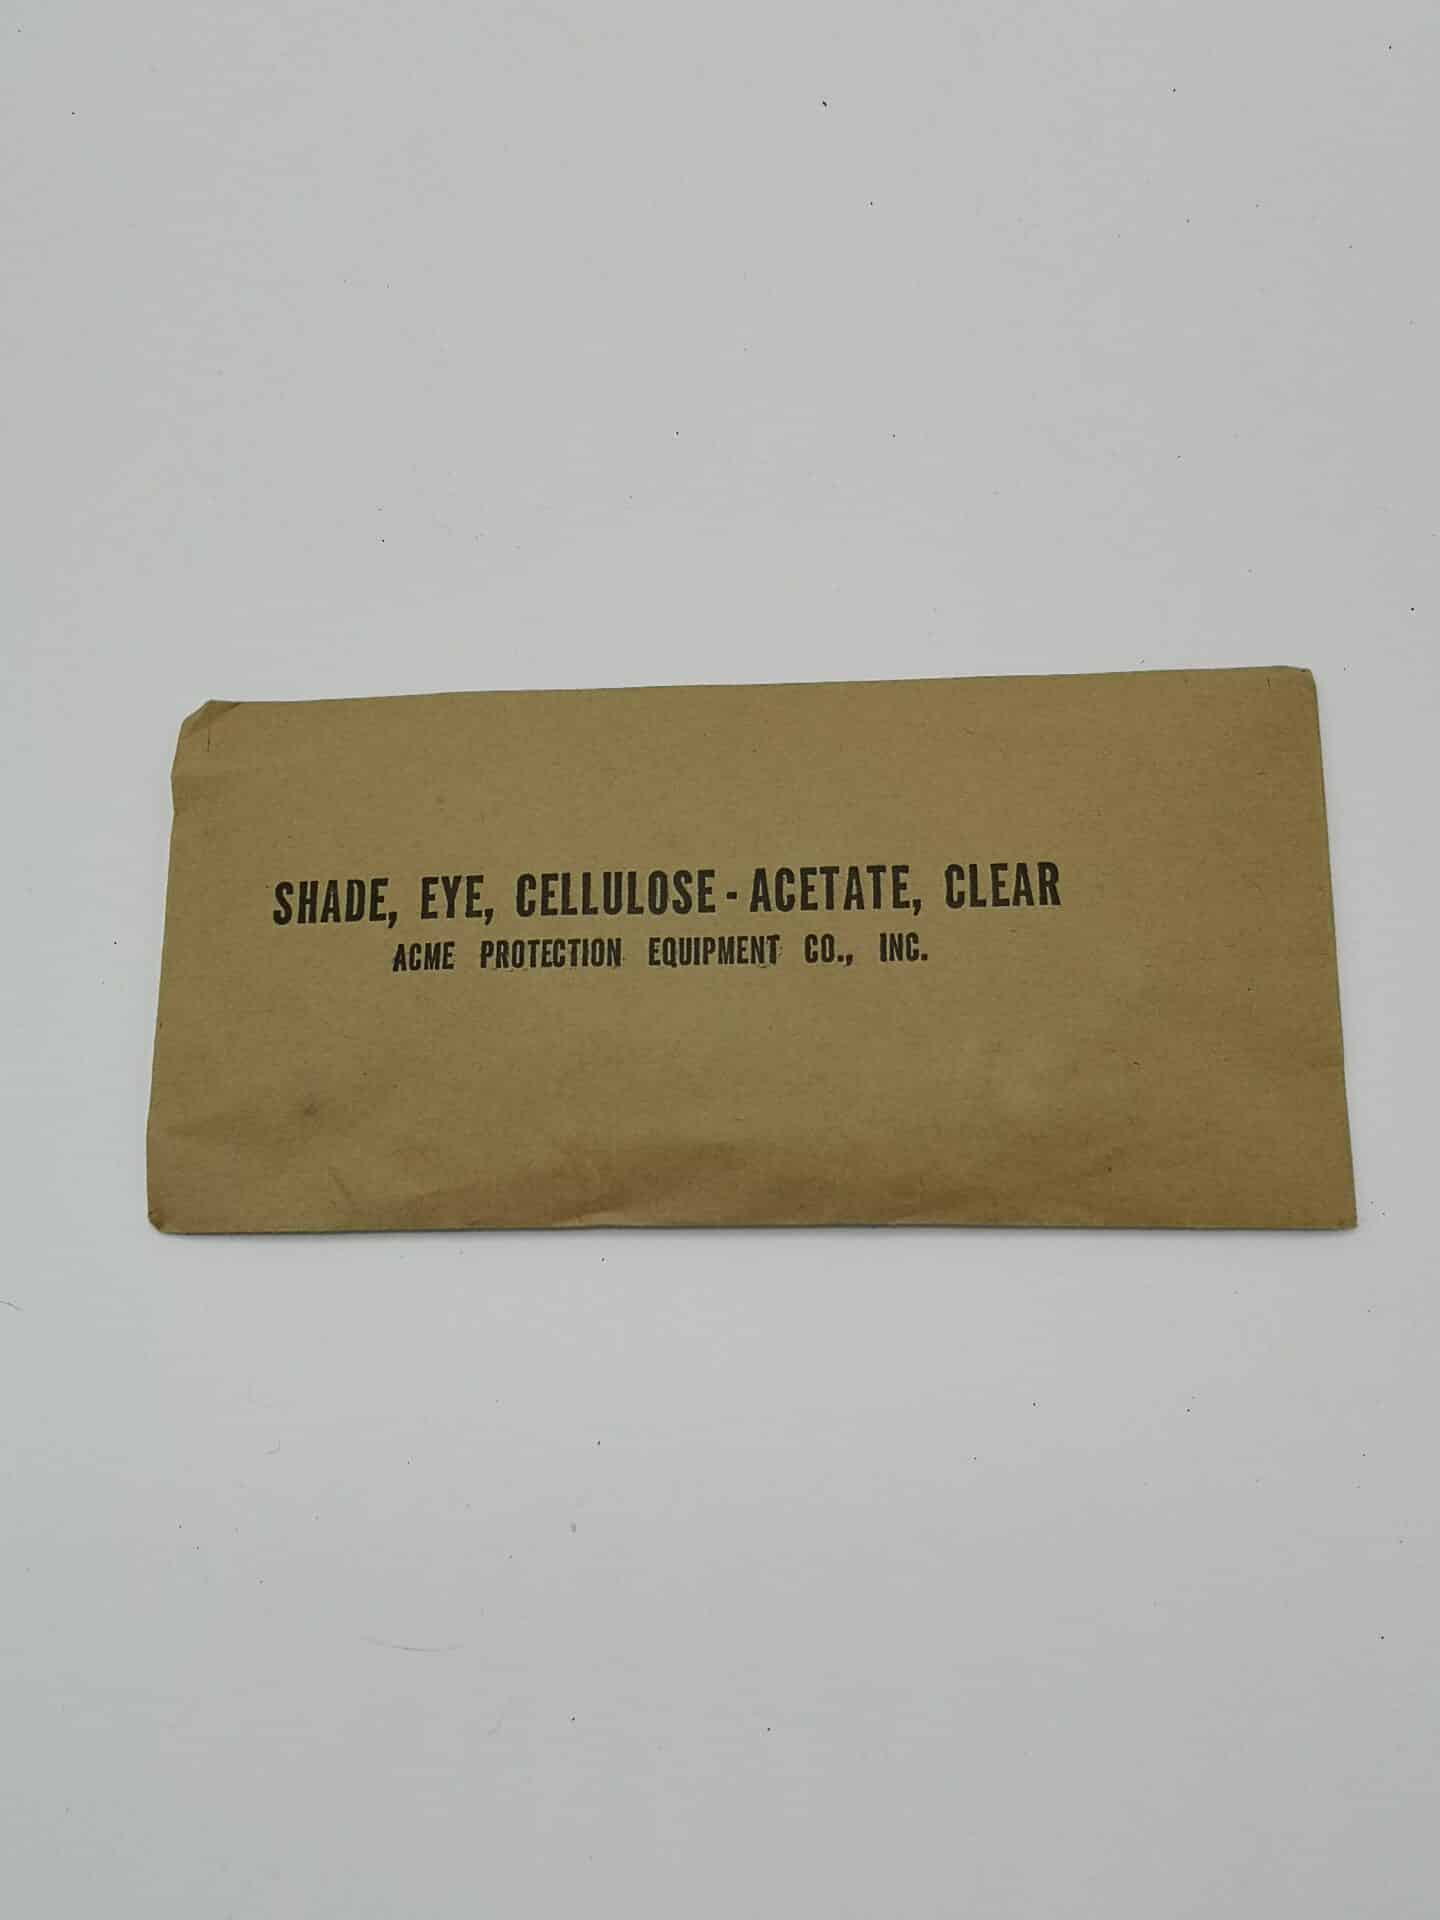 SHADE, EYE, CELLULOSE - ACETATE, CLEAR
ACME PROTECTION EQUIPMENT CO., INC.